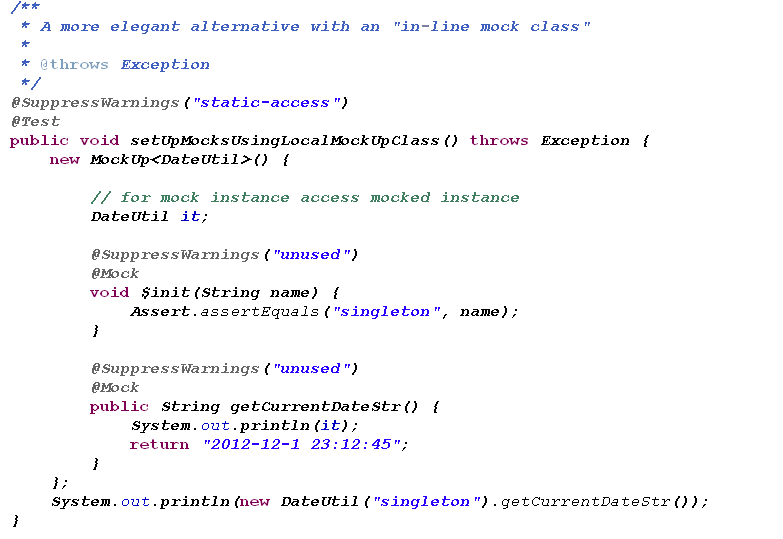 /**
 * A more elegant alternative with an "in-line mock class"
 *
 * @throws Exception
 */
@SuppressWarnings("static-access")
@Test
public void setUpMocksUsingLocalMockUpClass() throws Exception {
    new MockUp<DateUtil>() {

        // for mock instance access mocked instance
        DateUtil it;

        @SuppressWarnings("unused")
        @Mock
        void $init(String name) {
            Assert.assertEquals("singleton", name);
        }

        @SuppressWarnings("unused")
        @Mock
        public String getCurrentDateStr() {
            System.out.println(it);
            return "2012-12-1 23:12:45";
        }
    };
    System.out.println(new DateUtil("singleton").getCurrentDateStr());
}